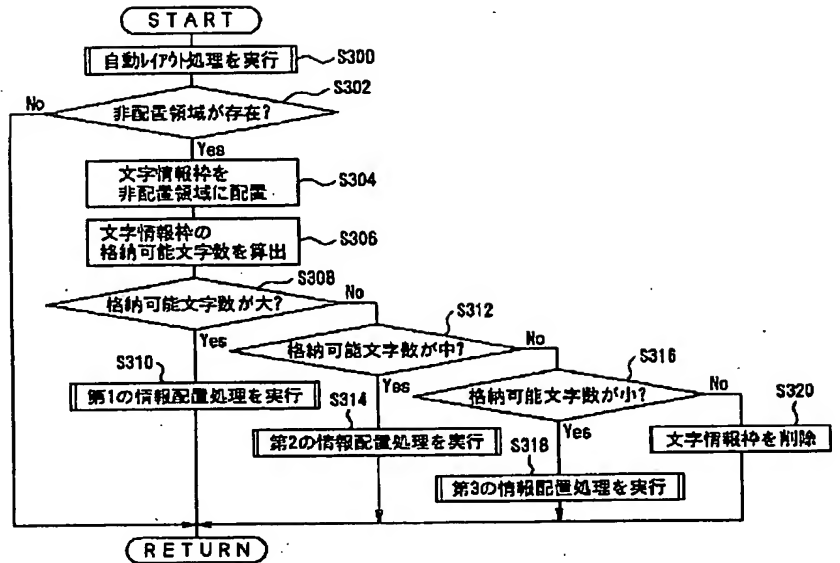 START
自動レイアウト処理を実行
S300
S302
No
非配置領域が存在?
Yes
文字情報枠を
非配置領域に配置
S304
文字情報枠の
格納可能文字数を算出
S306
S308
格納可能文字数が大?
No
Yes
S312
格納可能文字数が中?
No
Yes
S310
第1の情報配置処理を実行
S316
格納可能文字数が小?
No
Yes
S314
第2の情報配置処理を実行
S320
文字情報枠を削除
S318
第3の情報配置処理を実行
RETURN